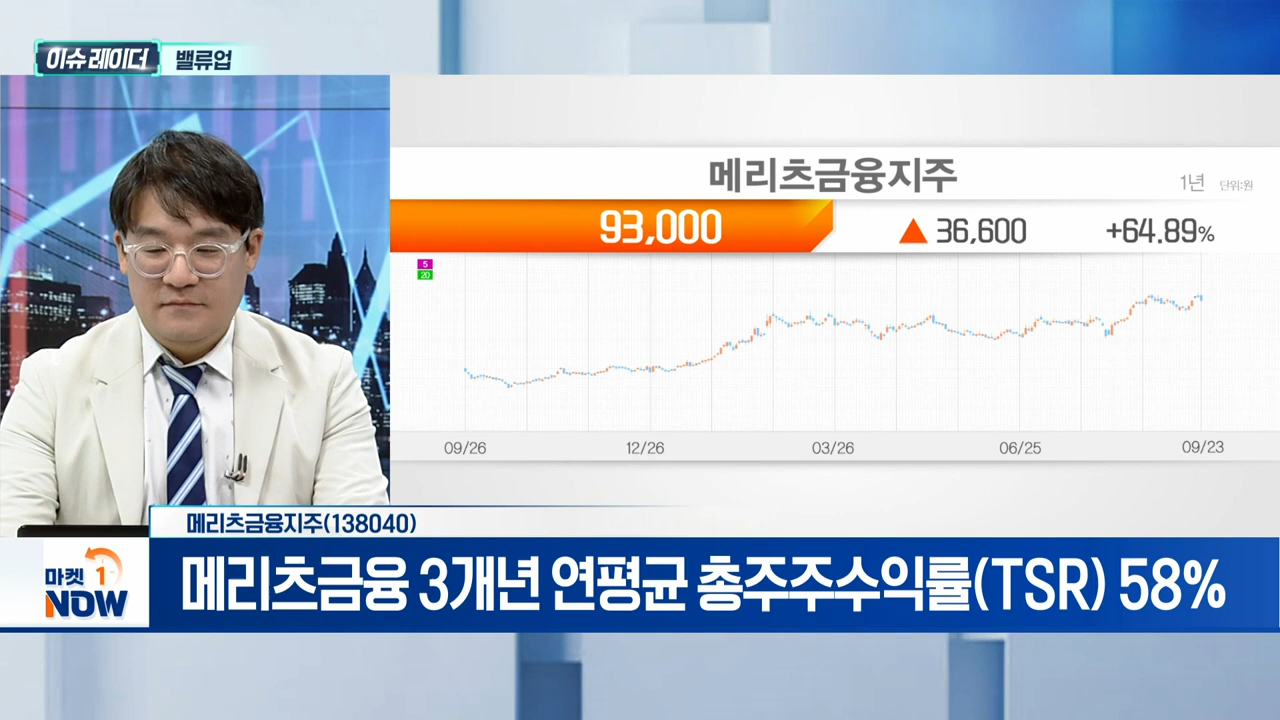 이슈 레이더 밸류업
메리츠금융지주
1년 단위:원
93,000 ▲ 36,600 +64.89%
5
20
09/26 12/26 03/26 06/25 09/23
메리츠금융지주(138040)
마켓 1
NOW
메리츠금융 3개년 연평균 총주주수익률(TSR) 58%